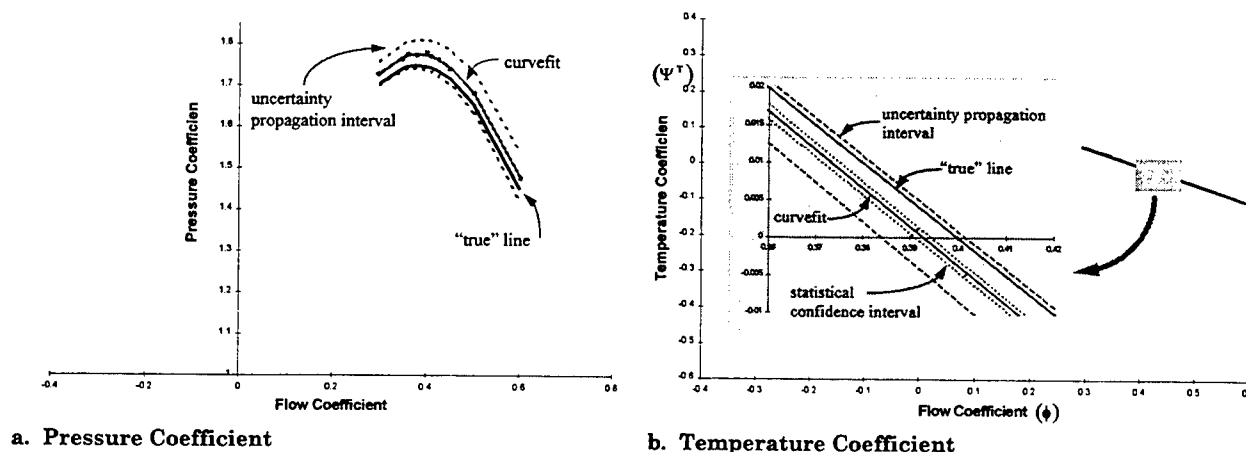 1.8
1.7
1.6
1.5
1.4
1.3
1.2
1.1
1
-0.4
-0.2
0
0.2
0.4
0.6
0.8
Pressure Coefficien
Flow Coefficient
uncertainty
propagation interval
curvefit
"true" line
a. Pressure Coefficient
0.4
0.3
0.2
0.1
0
-0.1
-0.2
-0.3
-0.4
-0.5
-0.6
-0.4
-0.3
-0.2
-0.1
0
0.1
0.2
0.3
0.4
0.5
(Ψᵀ)
Temperature Coefficien
Flow Coefficient (ϕ)
0.02
0.015
0.01
0.005
0
-0.005
-0.01
0.37
0.38
0.39
0.4
0.41
0.42
uncertainty propagation
interval
"true" line
curvefit
statistical
confidence interval
b. Temperature Coefficient